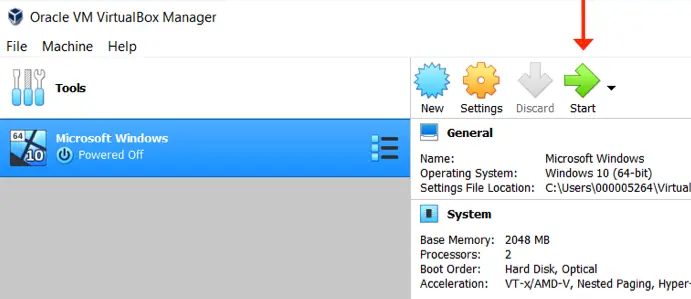 Oracle VM VirtualBox Manager
File Machine Help
Tools
New Settings Discard Start
64
10
Microsoft Windows
Powered Off
General
Name: Microsoft Windows
Operating System: Windows 10 (64-bit)
Settings File Location: C:\Users\000005264\Virtual
System
Base Memory: 2048 MB
Processors: 2
Boot Order: Hard Disk, Optical
Acceleration: VT-x/AMD-V, Nested Paging, Hyper-